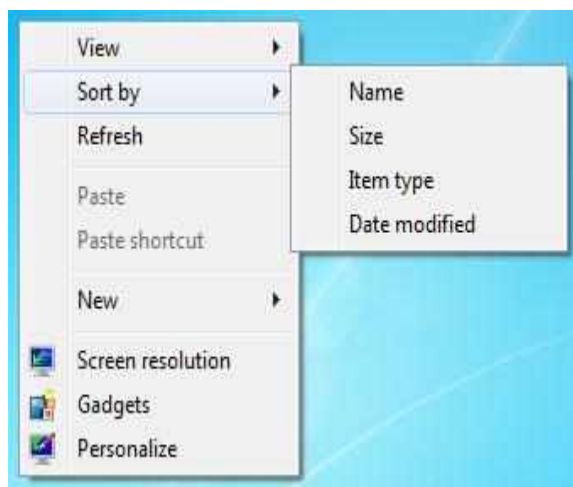 View
Sort by
Refresh
Paste
Paste shortcut
New
Screen resolution
Gadgets
Personalize
Name
Size
Item type
Date modified